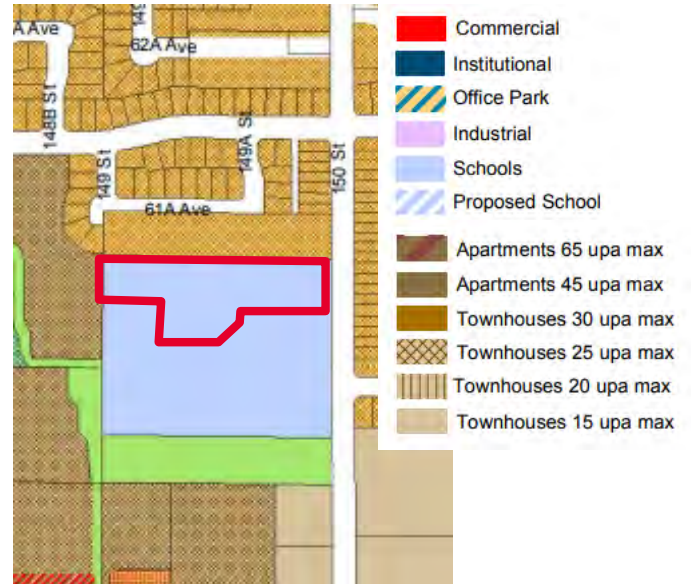 A Ave
149
62A Ave
148B St
149 St
149A St
150 St
61A Ave
Commercial
Institutional
Office Park
Industrial
Schools
Proposed School
Apartments 65 upa max
Apartments 45 upa max
Townhouses 30 upa max
Townhouses 25 upa max
Townhouses 20 upa max
Townhouses 15 upa max